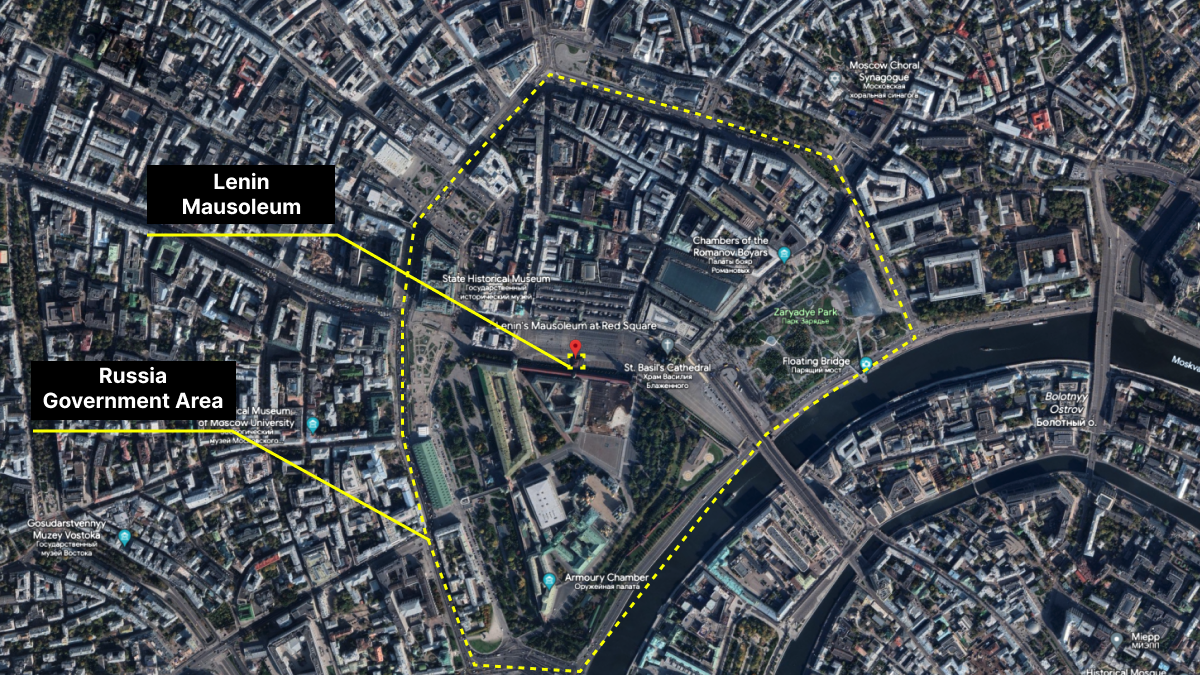 Moscow Choral
Synagogue
Московская
хоральная синагога
Lenin
Mausoleum
Chambers of the
Romanov Boyars
Палаты бояр
Романовых
State Historical Museum
Государственный
исторический музей
Zaryadye Park
Парк Зарядье
Lenin's Mausoleum at Red Square
St. Basil's Cathedral
Храм Василия
Блаженного
Floating Bridge
Парящий мост
Moskva
Russia
Government Area
Bolotnyy
Ostrov
Болотный о.
cal Museum
of Moscow University
музей Московского
Gosudarstvennyy
Muzey Vostoka
Государственный
музей Востока
Armoury Chamber
Оружейная палата
Miepp
МИЭПП
Historical Mosque